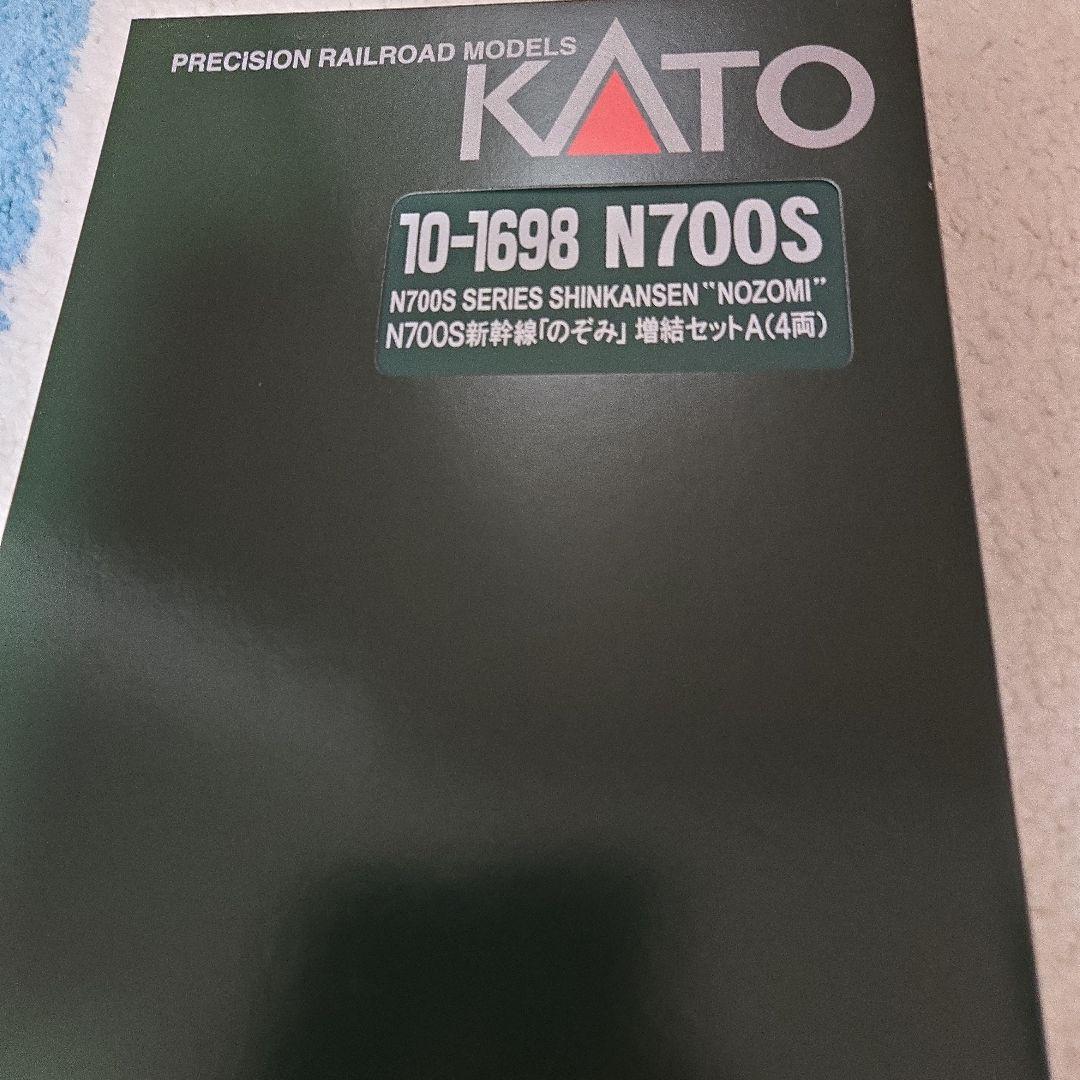 PRECISION RAILROAD MODELS
KATO
10-1698 N700S
N700S SERIES SHINKANSEN “NOZOMI”
N700S新幹線「のぞみ」 増結セットA(4両)